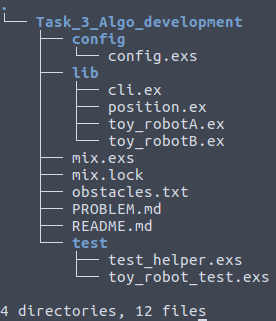 .
└── Task_3_Algo_development
    ├── config
    │   └── config.exs
    ├── lib
    │   ├── cli.ex
    │   ├── position.ex
    │   ├── toy_robotA.ex
    │   └── toy_robotB.ex
    ├── mix.exs
    ├── mix.lock
    ├── obstacles.txt
    ├── PROBLEM.md
    ├── README.md
    └── test
        ├── test_helper.exs
        └── toy_robot_test.exs

4 directories, 12 files